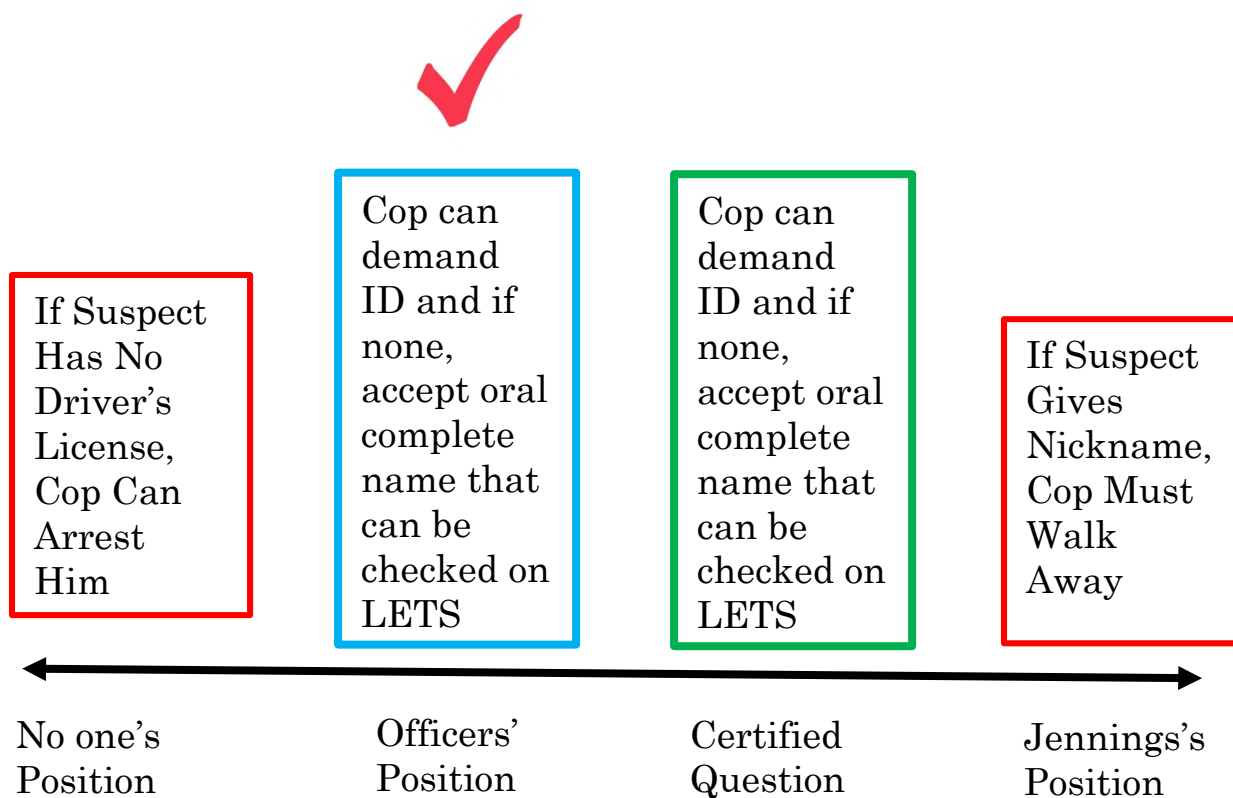 If Suspect
Has No
Driver’s
License,
Cop Can
Arrest
Him
Cop can
demand
ID and if
none,
accept oral
complete
name that
can be
checked on
LETS
Cop can
demand
ID and if
none,
accept oral
complete
name that
can be
checked on
LETS
If Suspect
Gives
Nickname,
Cop Must
Walk
Away
No one’s
Position
Officers’
Position
Certified
Question
Jennings’s
Position